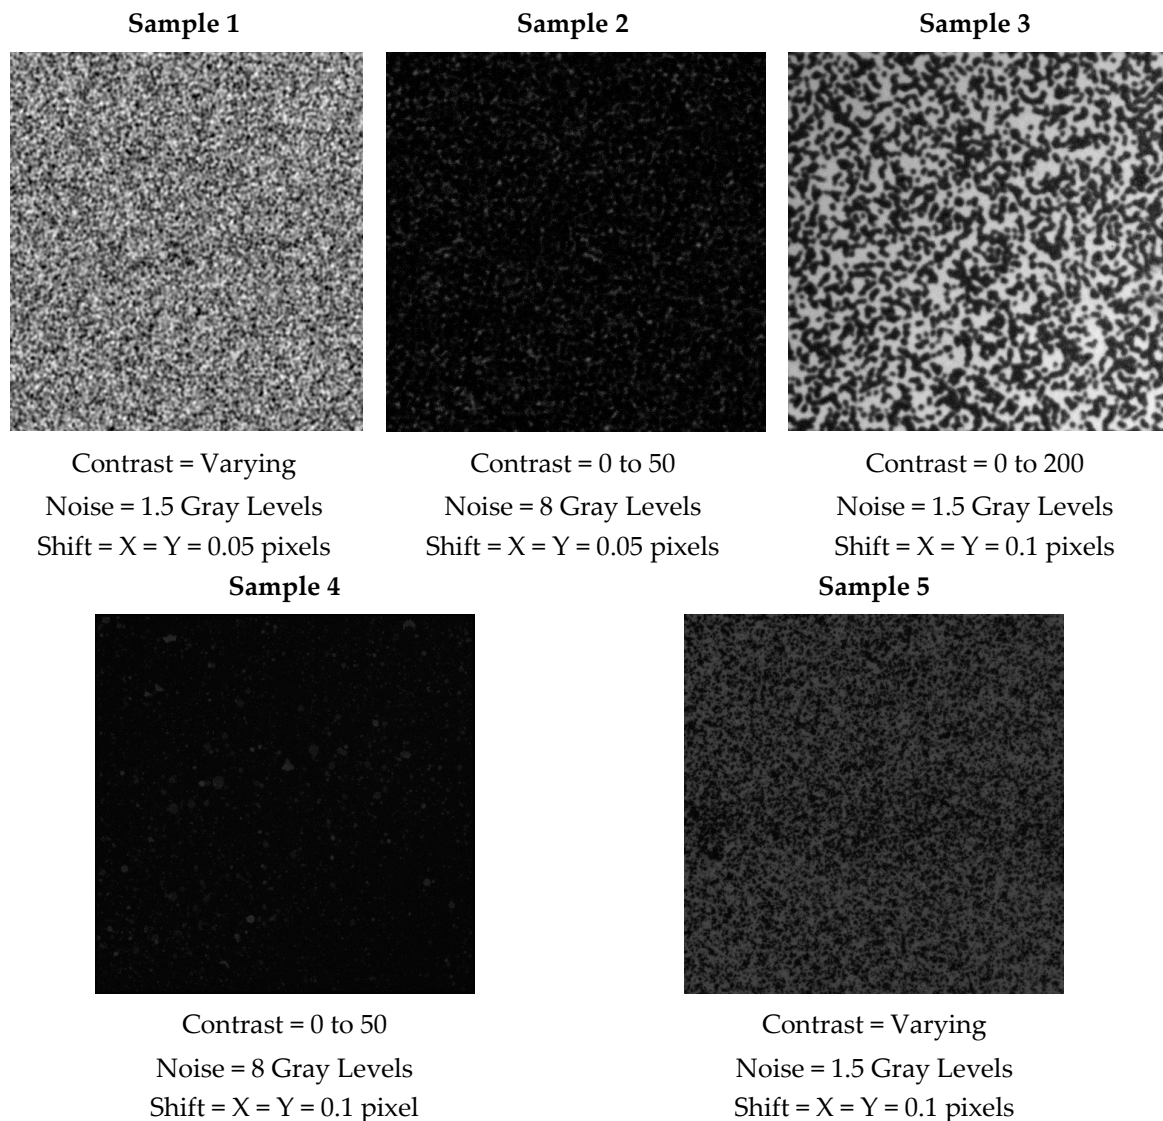 Sample 1
Sample 2
Sample 3
Contrast = Varying
Noise = 1.5 Gray Levels
Shift = X = Y = 0.05 pixels
Contrast = 0 to 50
Noise = 8 Gray Levels
Shift = X = Y = 0.05 pixels
Contrast = 0 to 200
Noise = 1.5 Gray Levels
Shift = X = Y = 0.1 pixels
Sample 4
Sample 5
Contrast = 0 to 50
Noise = 8 Gray Levels
Shift = X = Y = 0.1 pixel
Contrast = Varying
Noise = 1.5 Gray Levels
Shift = X = Y = 0.1 pixels